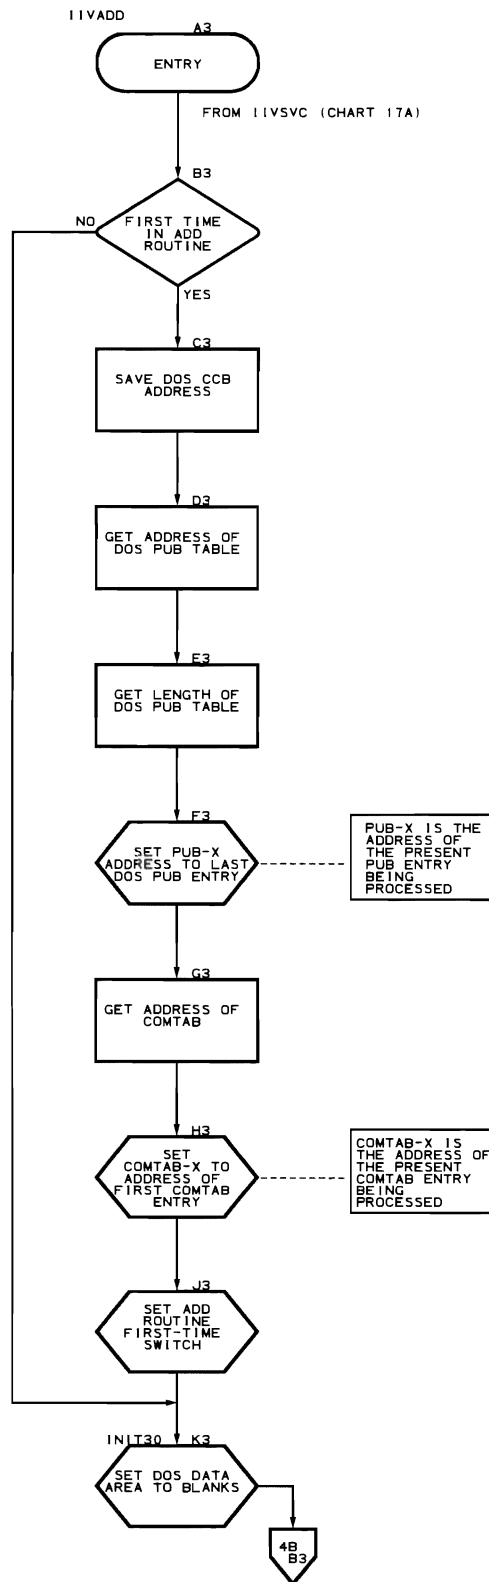 IIVADD
A3
ENTRY
FROM IIVSVC (CHART 17A)
B3
NO
FIRST TIME
IN ADD
ROUTINE
YES
C3
SAVE DOS CCB
ADDRESS
D3
GET ADDRESS OF
DOS PUB TABLE
E3
GET LENGTH OF
DOS PUB TABLE
F3
SET PUB-X
ADDRESS TO LAST
DOS PUB ENTRY
PUB-X IS THE
ADDRESS OF
THE PRESENT
PUB ENTRY
BEING
PROCESSED
G3
GET ADDRESS OF
COMTAB
H3
SET
COMTAB-X TO
ADDRESS OF
FIRST COMTAB
ENTRY
COMTAB-X IS
THE ADDRESS OF
THE PRESENT
COMTAB ENTRY
BEING
PROCESSED
J3
SET ADD
ROUTINE
FIRST-TIME
SWITCH
INIT30 K3
SET DOS DATA
AREA TO BLANKS
4B
B3